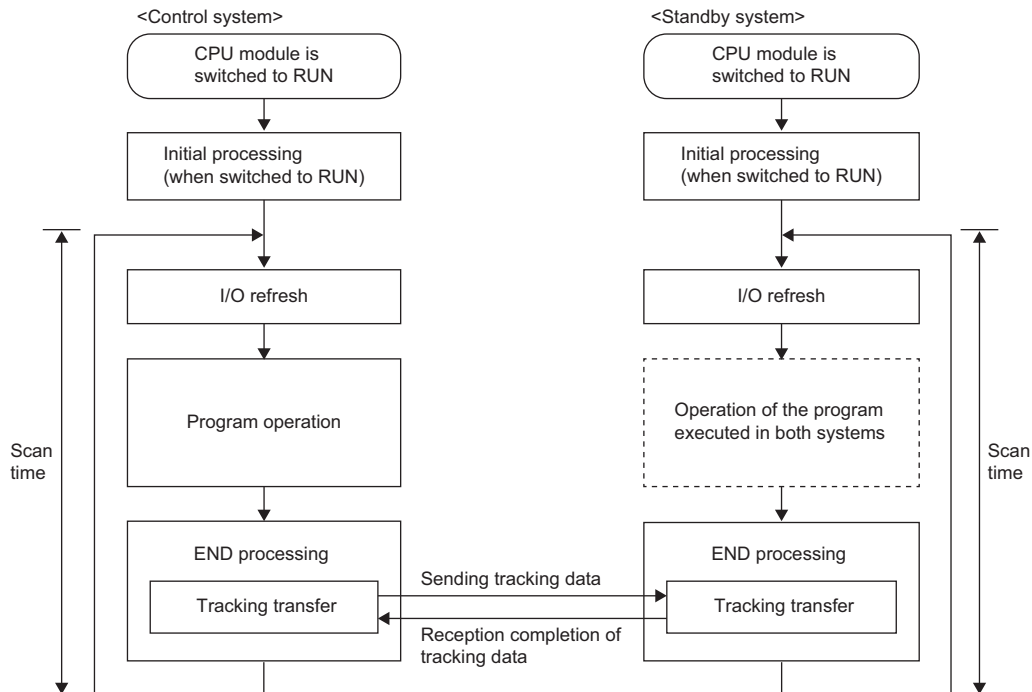 <Control system>
CPU module is
switched to RUN
Initial processing
(when switched to RUN)
I/O refresh
Program operation
Scan
time
END processing
Tracking transfer
Sending tracking data
Reception completion of
tracking data
<Standby system>
CPU module is
switched to RUN
Initial processing
(when switched to RUN)
I/O refresh
Operation of the program
executed in both systems
Scan
time
END processing
Tracking transfer